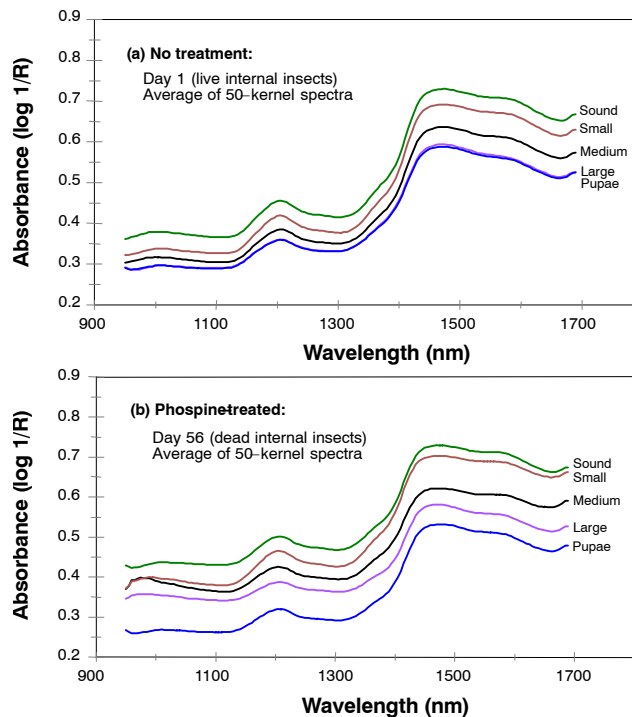 0.9
(a) No treatment:
Day 1 (live internal insects)
Average of 50–kernel spectra
0.8
0.7
0.6
0.5
0.4
0.3
0.2
Absorbance (log 1/R)
Sound
Small
Medium
Large
Pupae
900 1100 1300 1500 1700
Wavelength (nm)
0.9
(b) Phospine-treated:
Day 56 (dead internal insects)
Average of 50–kernel spectra
0.8
0.7
0.6
0.5
0.4
0.3
0.2
Absorbance (log 1/R)
Sound
Small
Medium
Large
Pupae
900 1100 1300 1500 1700
Wavelength (nm)